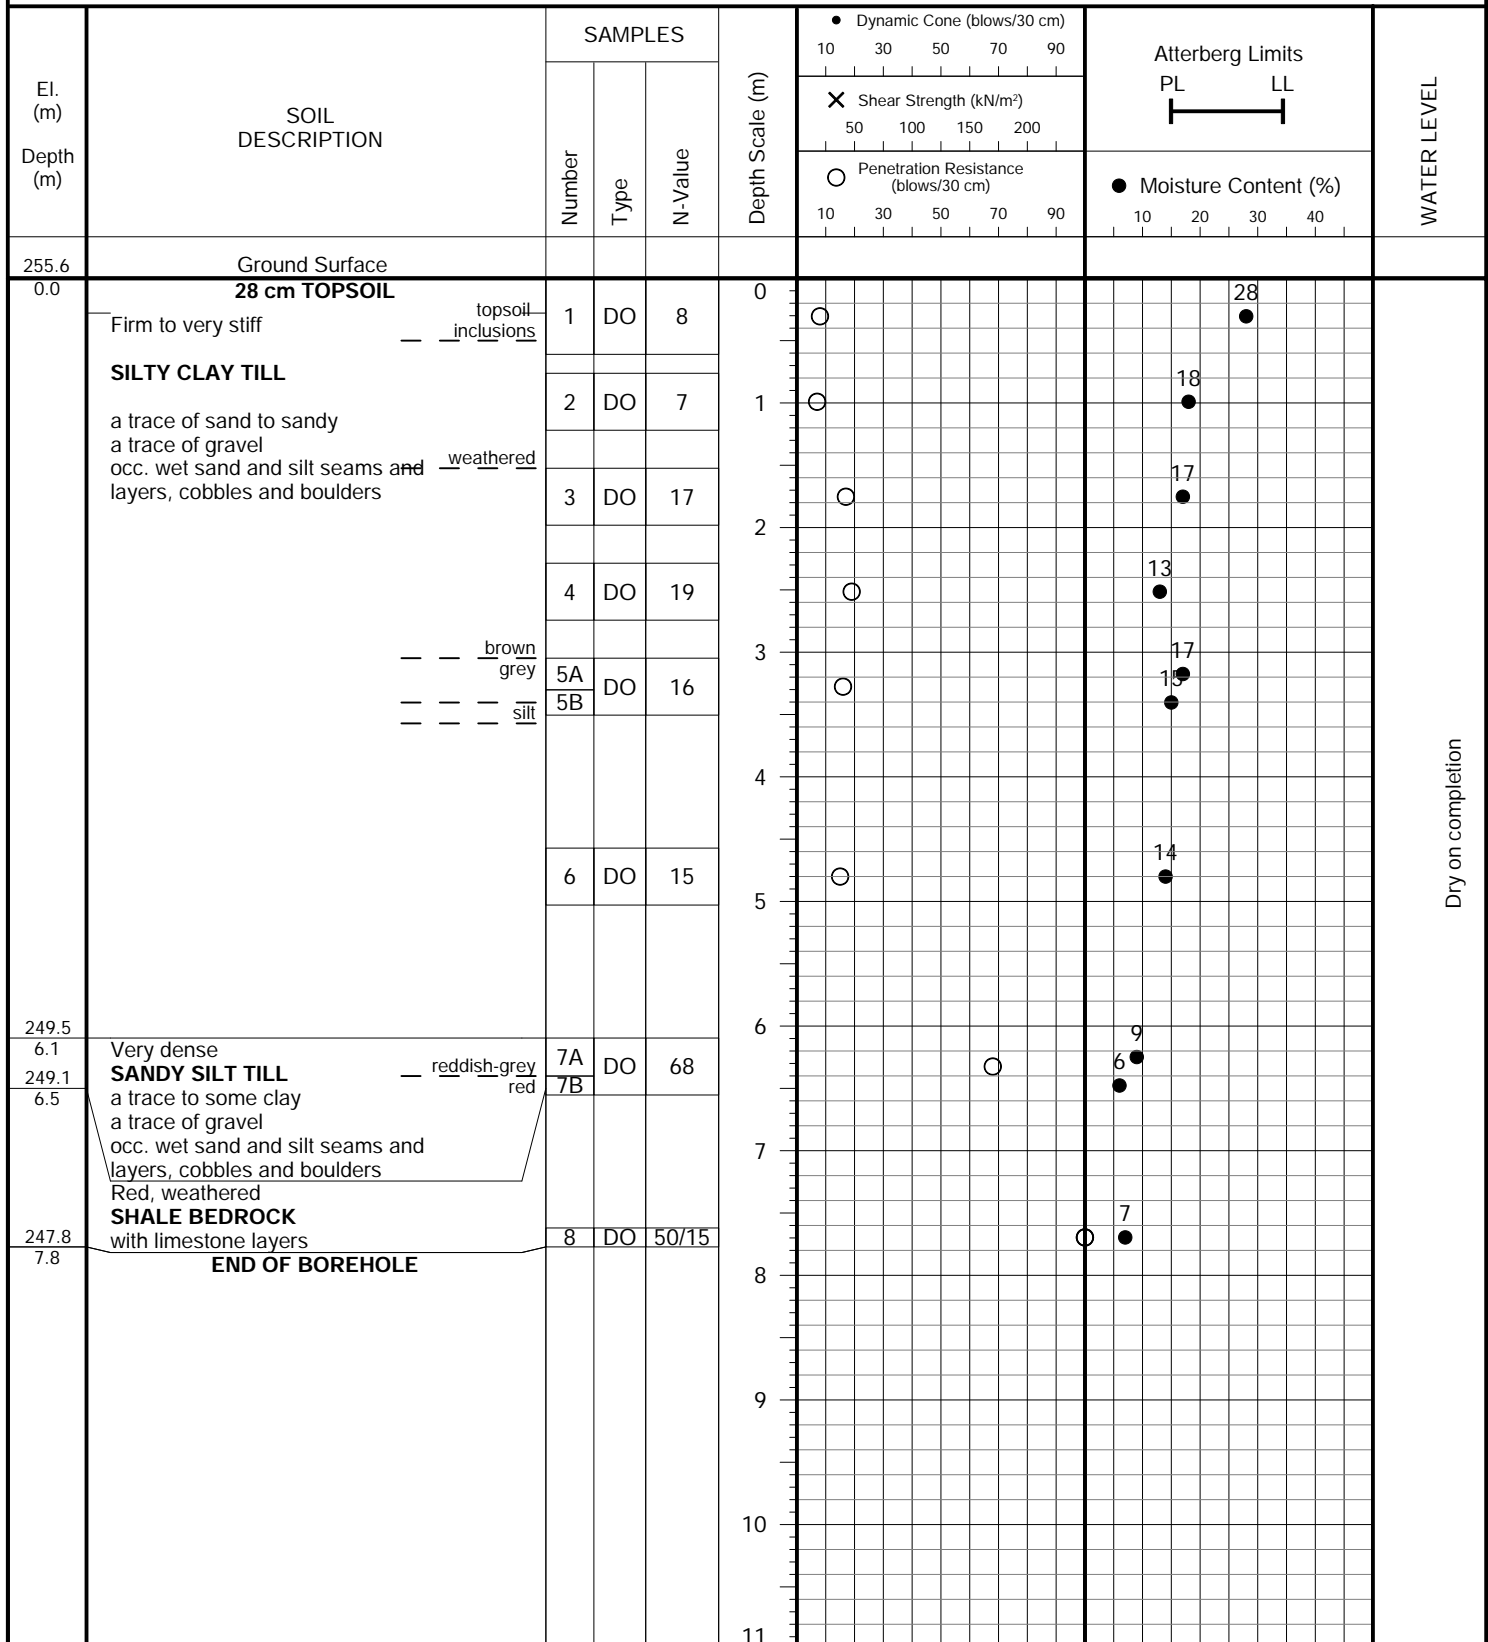 El.
(m)
Depth
(m)
SOIL
DESCRIPTION
SAMPLES
Number
Type
N-Value
Depth Scale (m)
Dynamic Cone (blows/30 cm)
10 30 50 70 90
Shear Strength (kN/m²)
50 100 150 200
Penetration Resistance
(blows/30 cm)
10 30 50 70 90
Atterberg Limits
PL LL
Moisture Content (%)
10 20 30 40
WATER LEVEL
255.6 Ground Surface
0.0 28 cm TOPSOIL 0 28
topsoil
Firm to very stiff inclusions 1 DO 8
SILTY CLAY TILL
18
2 DO 7 1
a trace of sand to sandy
a trace of gravel
occ. wet sand and silt seams and weathered
17
layers, cobbles and boulders 3 DO 17
2
13
4 DO 19
brown 3 17
grey 5A DO 16 15
5B
silt
4
Dry on completion
14
6 DO 15
5
249.5 6 9
6.1 Very dense 7A
reddish-grey DO 68 6
249.1 SANDY SILT TILL red 7B
6.5 a trace to some clay
a trace of gravel
occ. wet sand and silt seams and 7
layers, cobbles and boulders
Red, weathered
SHALE BEDROCK 7
247.8 with limestone layers 8 DO 50/15
7.8 END OF BOREHOLE
8
9
10
11